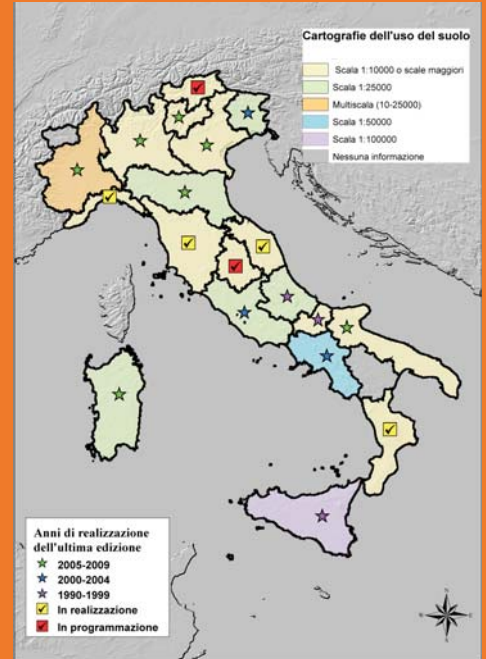 Cartografie dell'uso del suolo
Scala 1:10000 o scale maggiori
Scala 1:25000
Multiscala (10-25000)
Scala 1:50000
Scala 1:100000
Nessuna informazione
Anni di realizzazione
dell'ultima edizione
2005-2009
2000-2004
1990-1999
In realizzazione
In programmazione